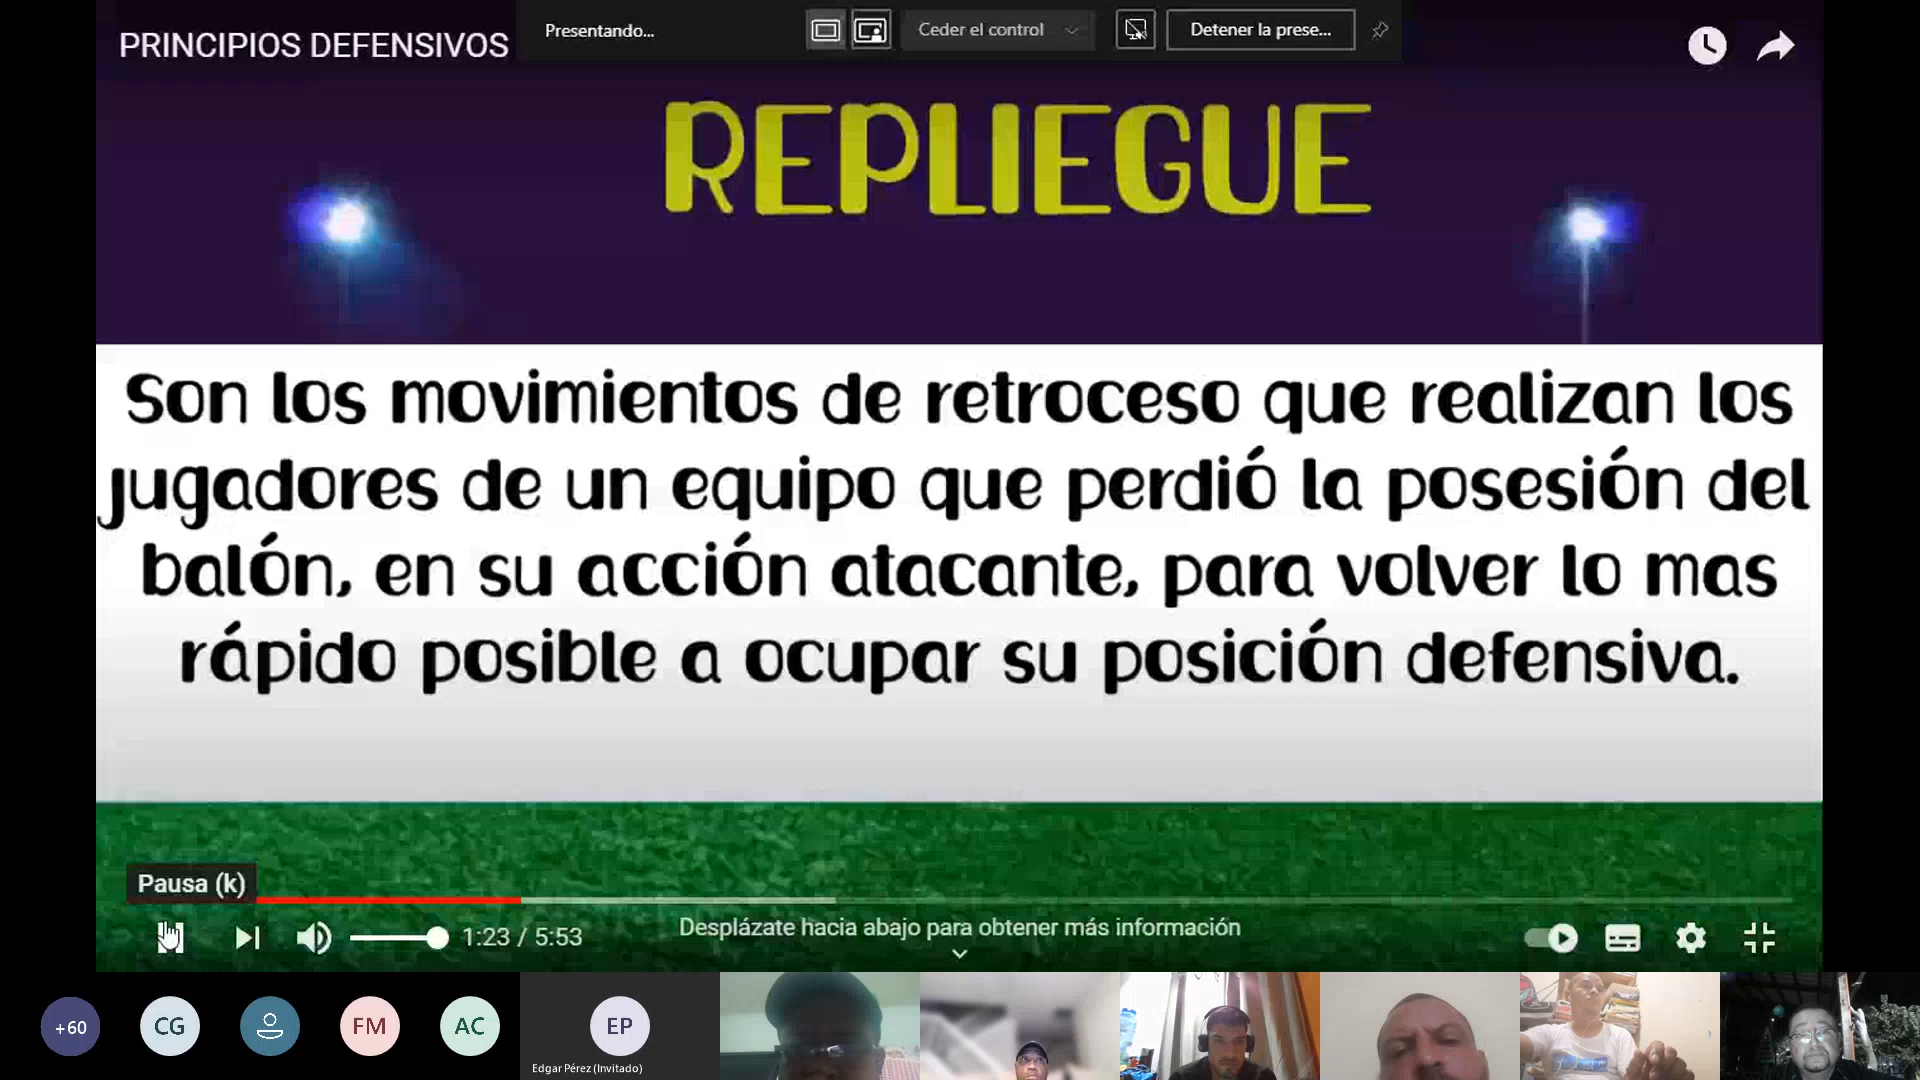 PRINCIPIOS DEFENSIVOS
Presentando...
Ceder el control
Detener la prese...
REPLIEGUE
Son los movimientos de retroceso que realizan los
jugadores de un equipo que perdió la posesión del
balón, en su acción atacante, para volver lo mas
rápido posible a ocupar su posición defensiva.
Pausa (k)
1:23 / 5:53
Desplázate hacia abajo para obtener más información
+60
CG
FM
AC
EP
Edgar Pérez (Invitado)